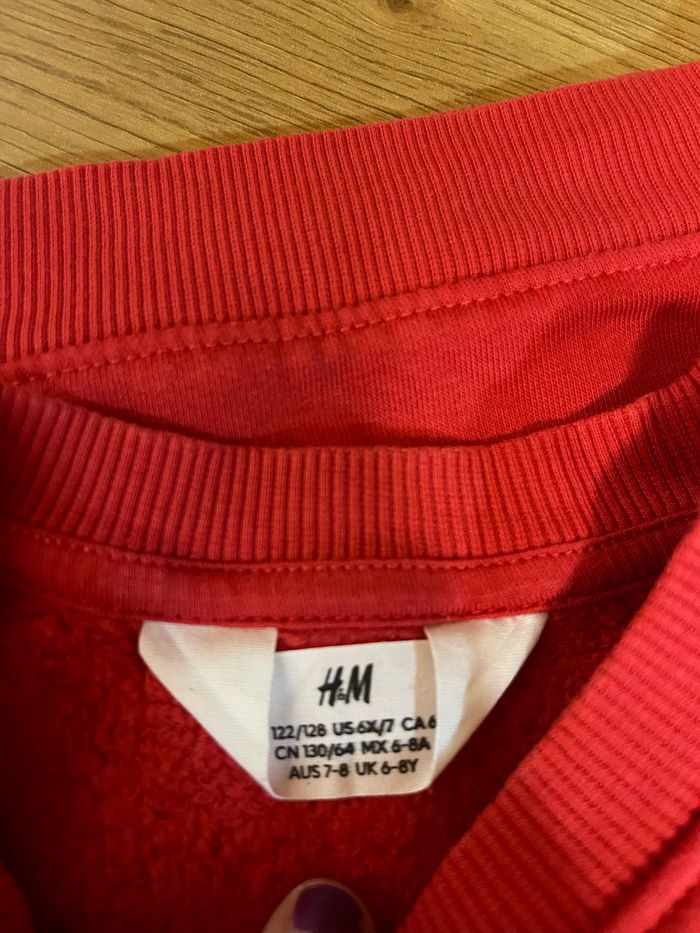 H&M
122/128 US 6X/7 CA 6
CN 130/64 MX 6-8A
AUS 7-8 UK 6-8Y